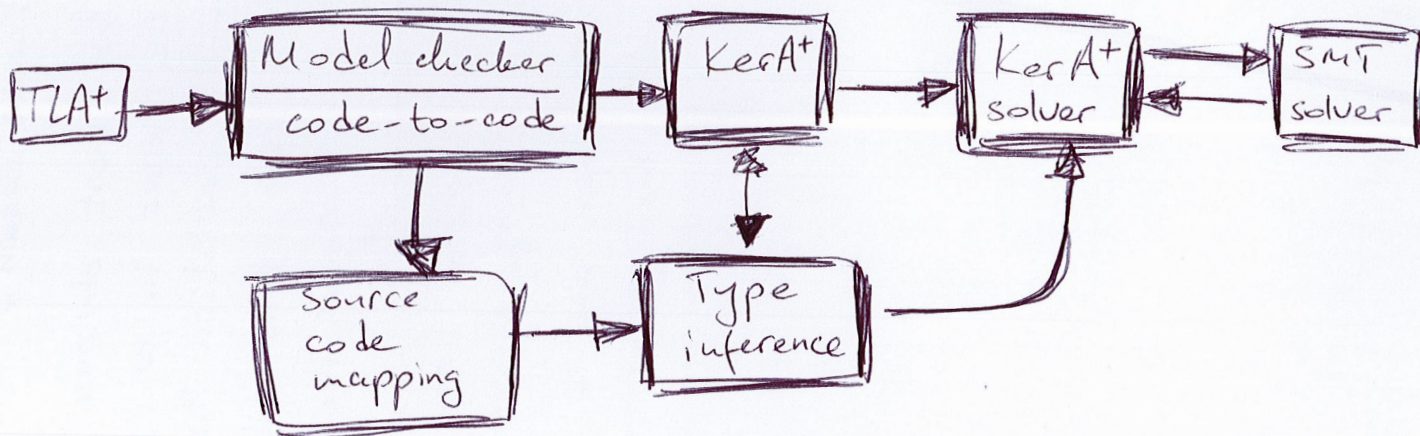 TLA+
Model checker
code-to-code
KerA+
KerA+
solver
SMT
solver
source
code
mapping
Type
inference